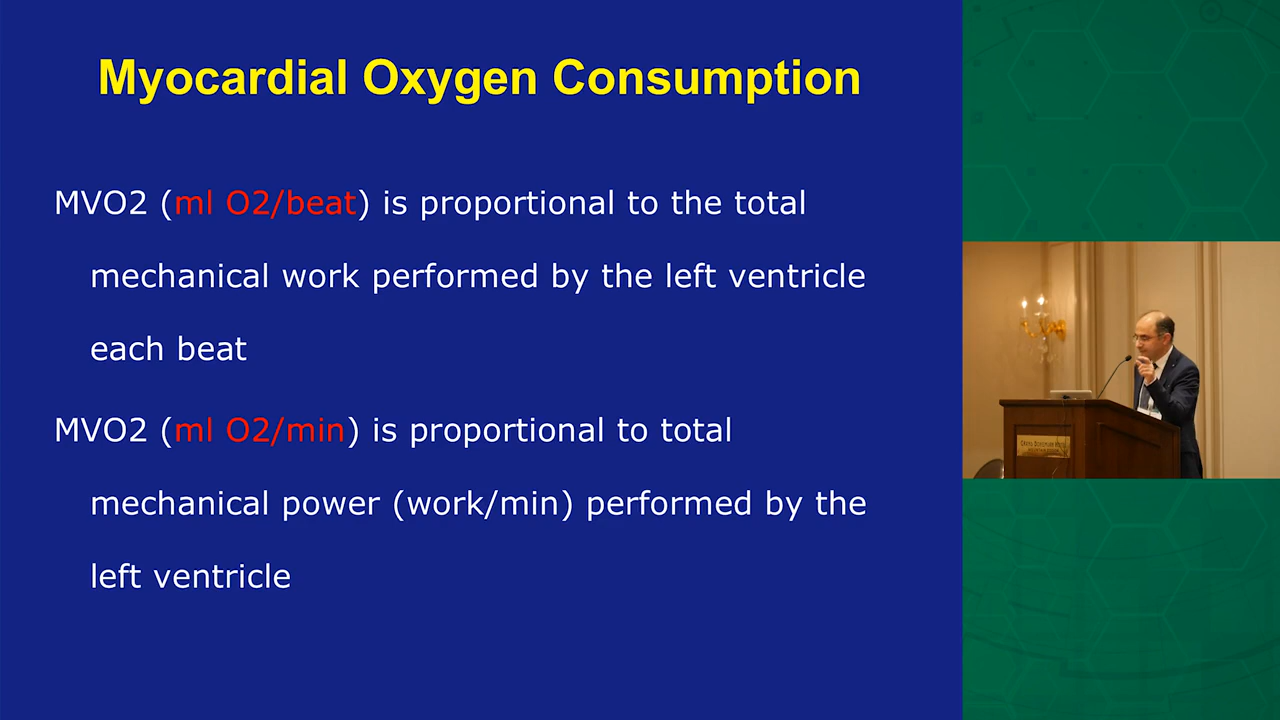 Myocardial Oxygen Consumption
MVO2 (ml O2/beat) is proportional to the total
mechanical work performed by the left ventricle
each beat
MVO2 (ml O2/min) is proportional to total
mechanical power (work/min) performed by the
left ventricle